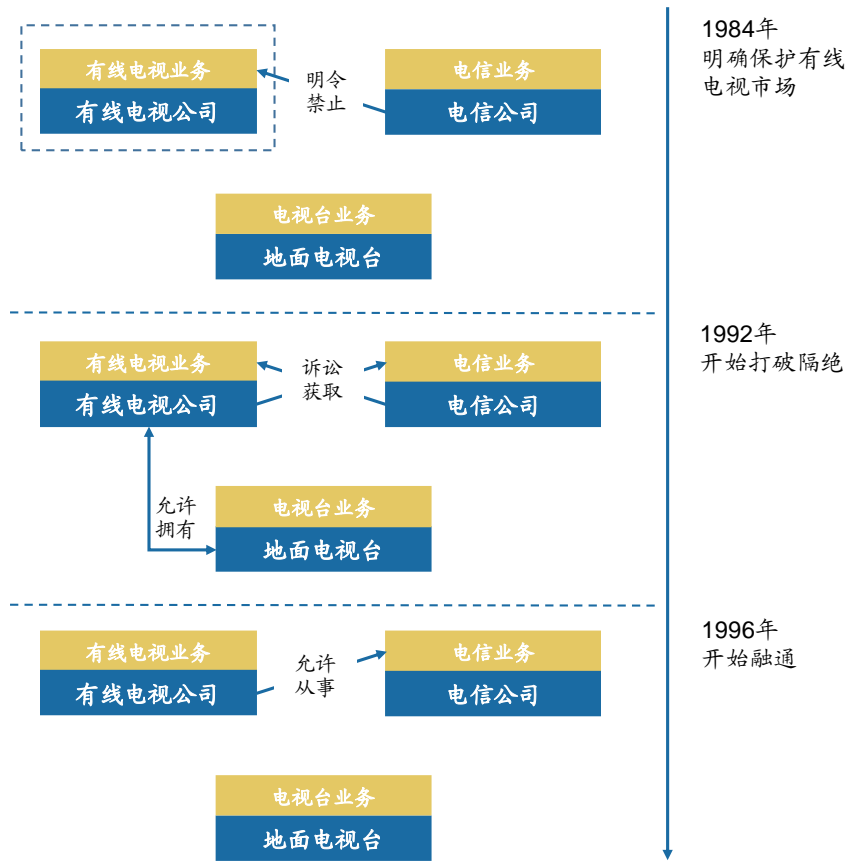 1984年
明确保护有线
电视市场
有线电视业务
有线电视公司
明令
禁止
电信业务
电信公司
电视台业务
地面电视台
1992年
开始打破隔绝
有线电视业务
有线电视公司
诉讼
获取
电信业务
电信公司
允许
拥有
电视台业务
地面电视台
1996年
开始融通
有线电视业务
有线电视公司
允许
从事
电信业务
电信公司
电视台业务
地面电视台